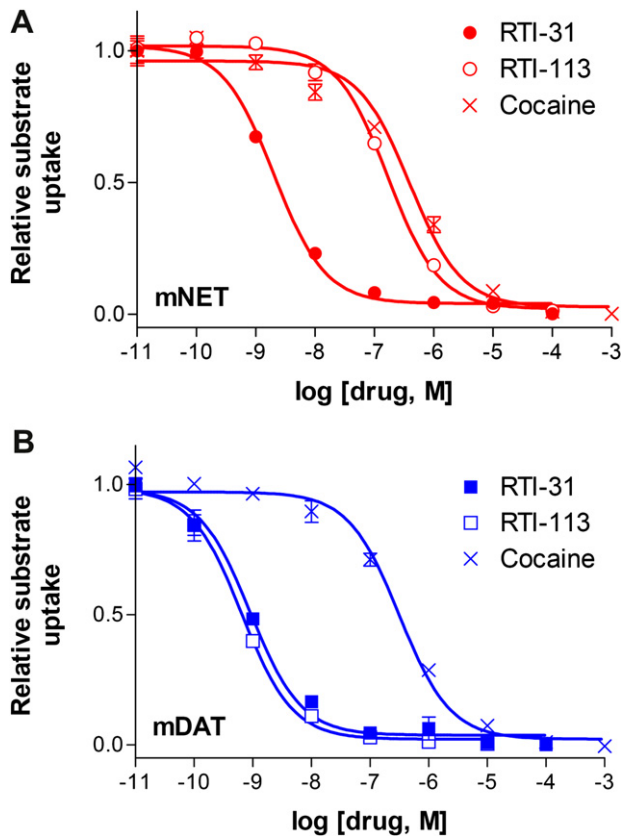 A
RTI-31
RTI-113
Cocaine
Relative substrate
uptake
1.0
0.5
0.0
mNET
-11 -10 -9 -8 -7 -6 -5 -4 -3
log [drug, M]
B
RTI-31
RTI-113
Cocaine
Relative substrate
uptake
1.0
0.5
0.0
mDAT
-11 -10 -9 -8 -7 -6 -5 -4 -3
log [drug, M]